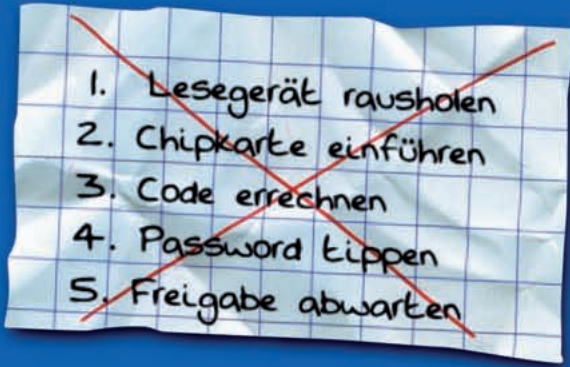 1. Lesegerät rausholen
2. Chipkarte einführen
3. Code errechnen
4. Password tippen
5. Freigabe abwarten